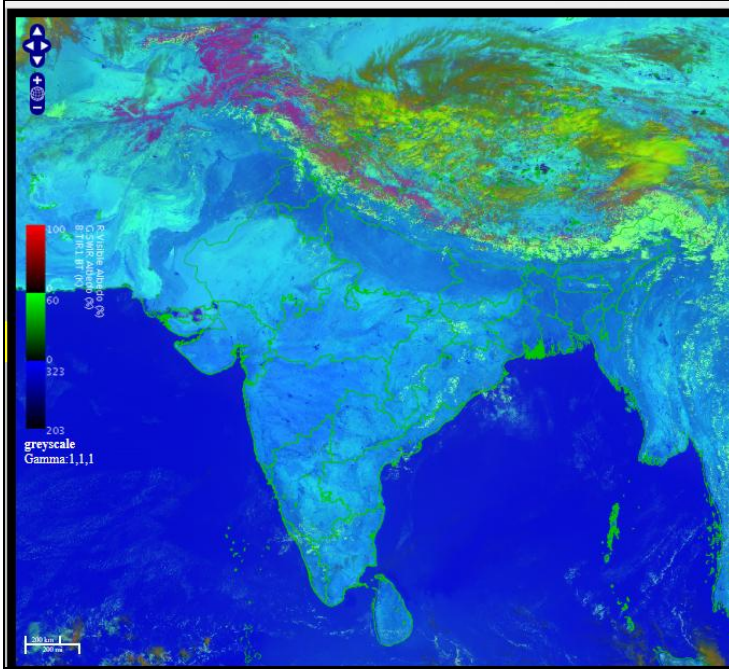 100
R:Visible Albedo (%)
G:SWIR Albedo (%)
B:TIR1 BT (K)
0
60
0
323
203
greyscale
Gamma:1,1,1
200 km
200 mi